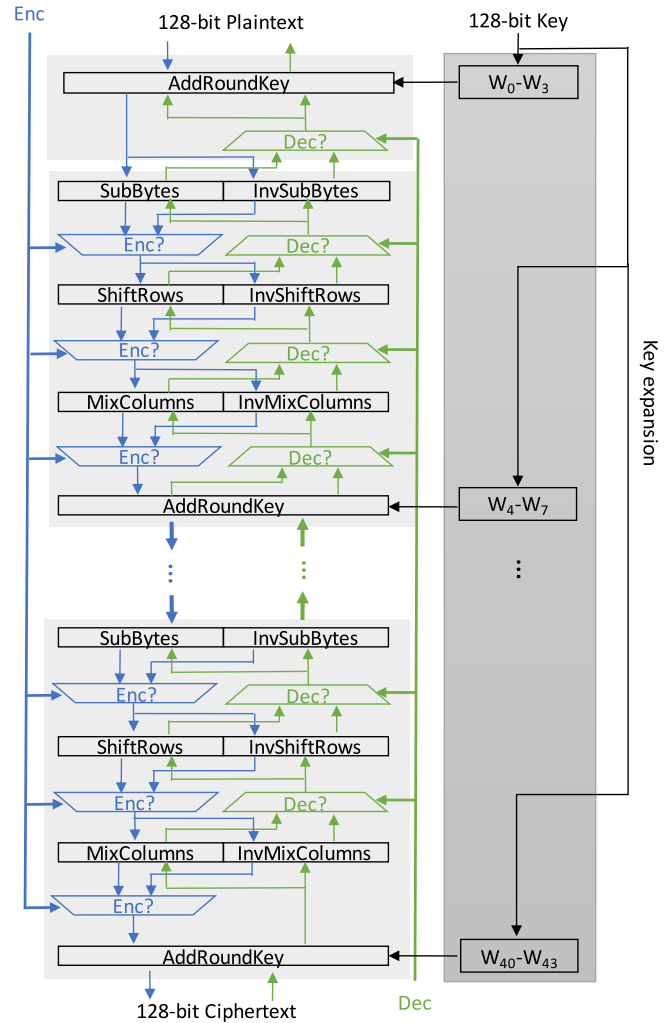 Enc
128-bit Plaintext
128-bit Key
AddRoundKey
W0-W3
Dec?
SubBytes
InvSubBytes
Enc?
Dec?
ShiftRows
InvShiftRows
Enc?
Dec?
MixColumns
InvMixColumns
Enc?
Dec?
AddRoundKey
W4-W7
Key expansion
...
...
...
SubBytes
InvSubBytes
Enc?
Dec?
ShiftRows
InvShiftRows
Enc?
Dec?
MixColumns
InvMixColumns
Enc?
AddRoundKey
W40-W43
128-bit Ciphertext
Dec